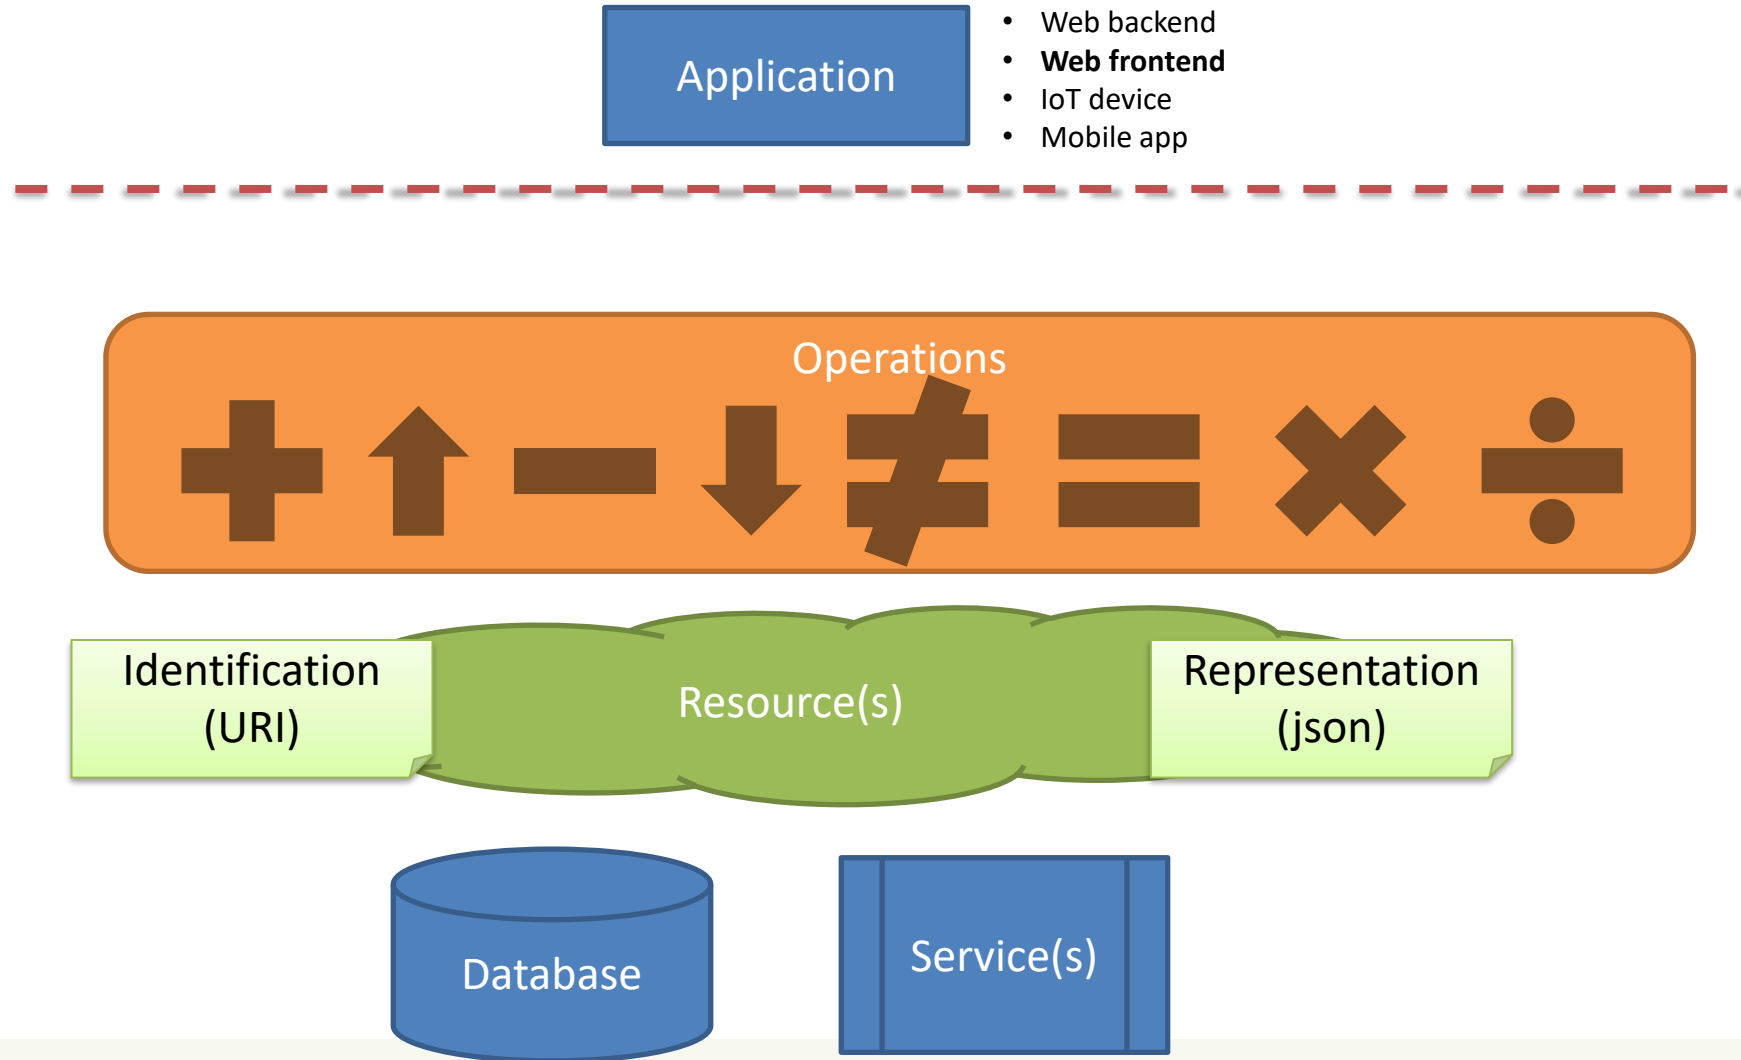 Application
• Web backend
• Web frontend
• IoT device
• Mobile app
Operations
Identification
(URI)
Resource(s)
Representation
(json)
Database
Service(s)